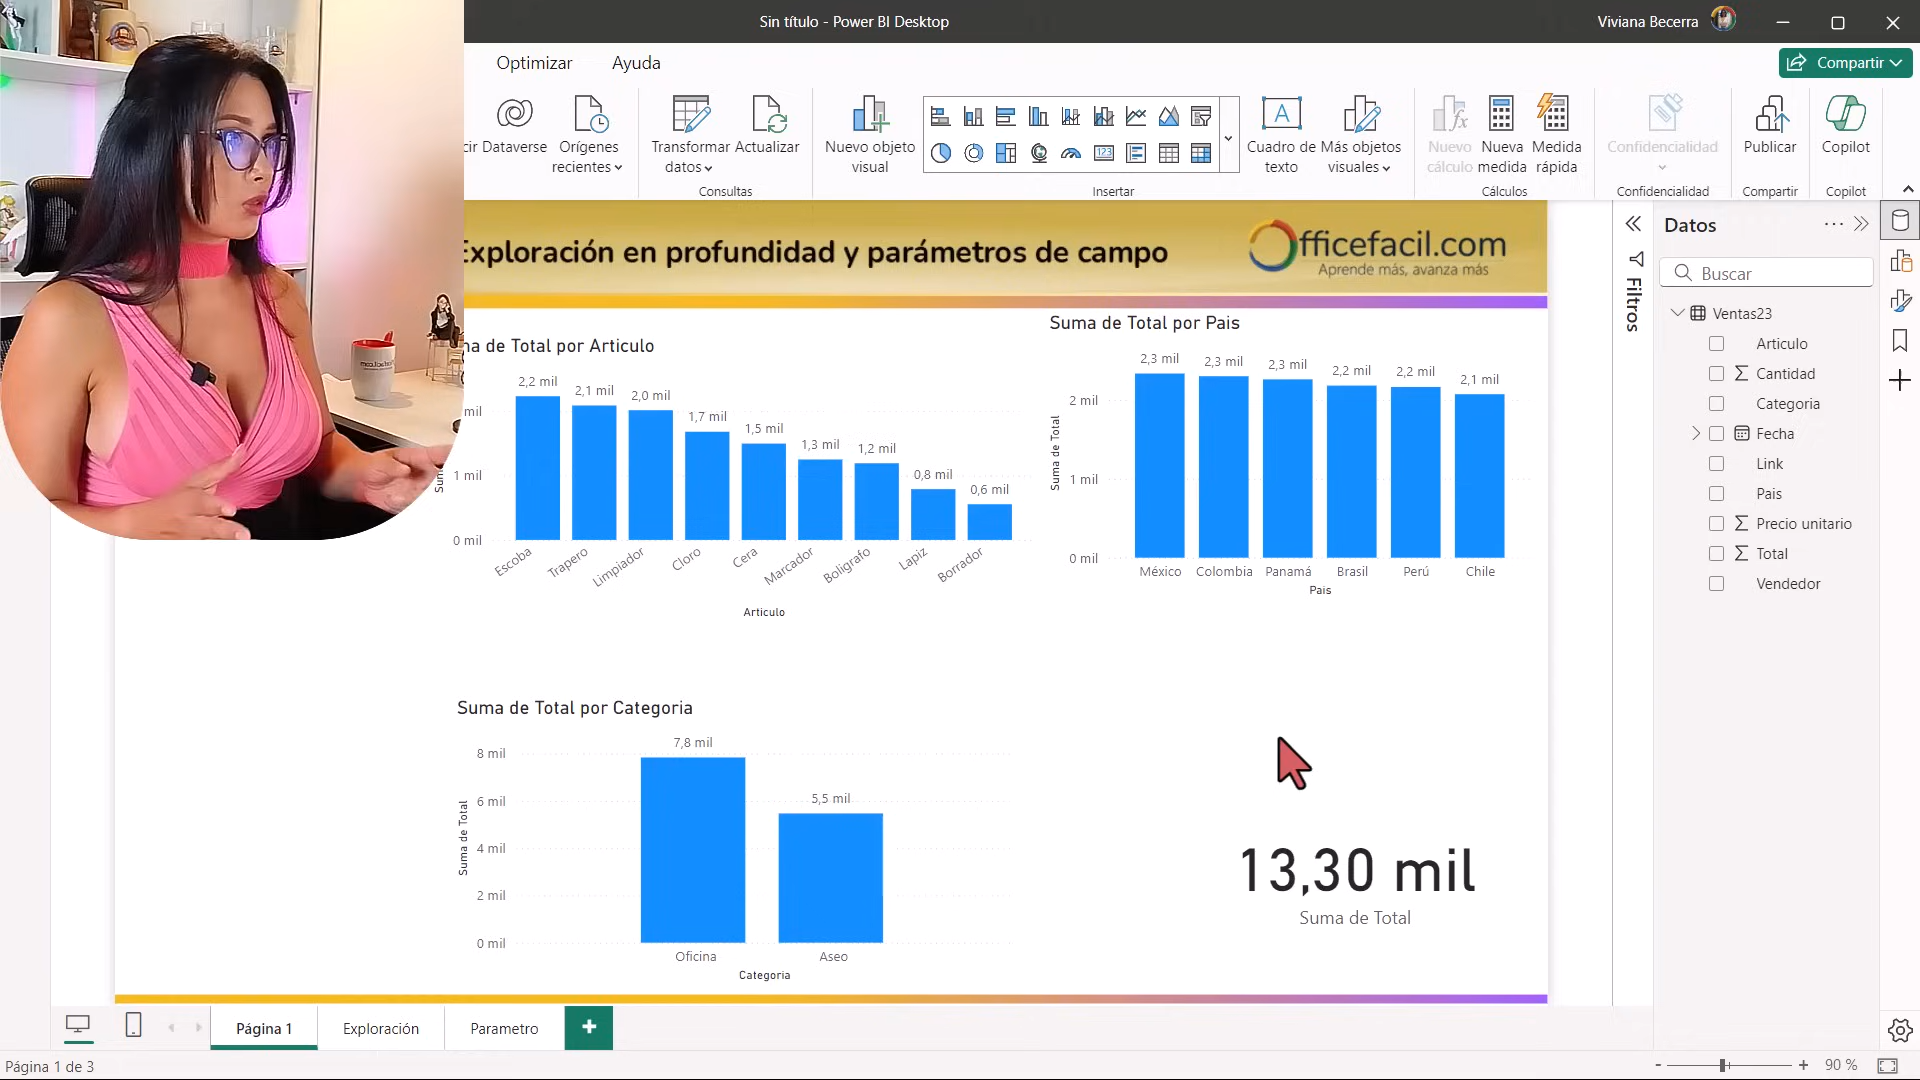 Sin título - Power BI Desktop
Viviana Becerra
Optimizar
Ayuda
Compartir
Dataverse
Orígenes recientes
Transformar datos
Actualizar
Nuevo objeto visual
Cuadro de texto
Más objetos visuales
Nuevo cálculo
Nueva medida
Medida rápida
Confidencialidad
Publicar
Copilot
Consultas
Insertar
Cálculos
Confidencialidad
Compartir
Copilot
Exploración en profundidad y parámetros de campo
Officefacil.com
Aprende más, avanza más
Filtros
Datos
Buscar
Ventas23
Articulo
Cantidad
Categoria
Fecha
Link
Pais
Precio unitario
Total
Vendedor
de Total por Articulo
2,2 mil
2,1 mil
2,0 mil
1,7 mil
1,5 mil
1,3 mil
1,2 mil
0,8 mil
0,6 mil
mil
1 mil
0 mil
Escoba
Trapero
Limpiador
Cloro
Cera
Marcador
Boligrafo
Lapiz
Borrador
Articulo
Suma de Total por Pais
2,3 mil
2,3 mil
2,3 mil
2,2 mil
2,2 mil
2,1 mil
2 mil
1 mil
0 mil
Suma de Total
México
Colombia
Panamá
Brasil
Perú
Chile
Pais
Suma de Total por Categoria
7,8 mil
5,5 mil
8 mil
6 mil
4 mil
2 mil
0 mil
Suma de Total
Oficina
Aseo
Categoria
13,30 mil
Suma de Total
Página 1
Exploración
Parametro
Página 1 de 3
90 %